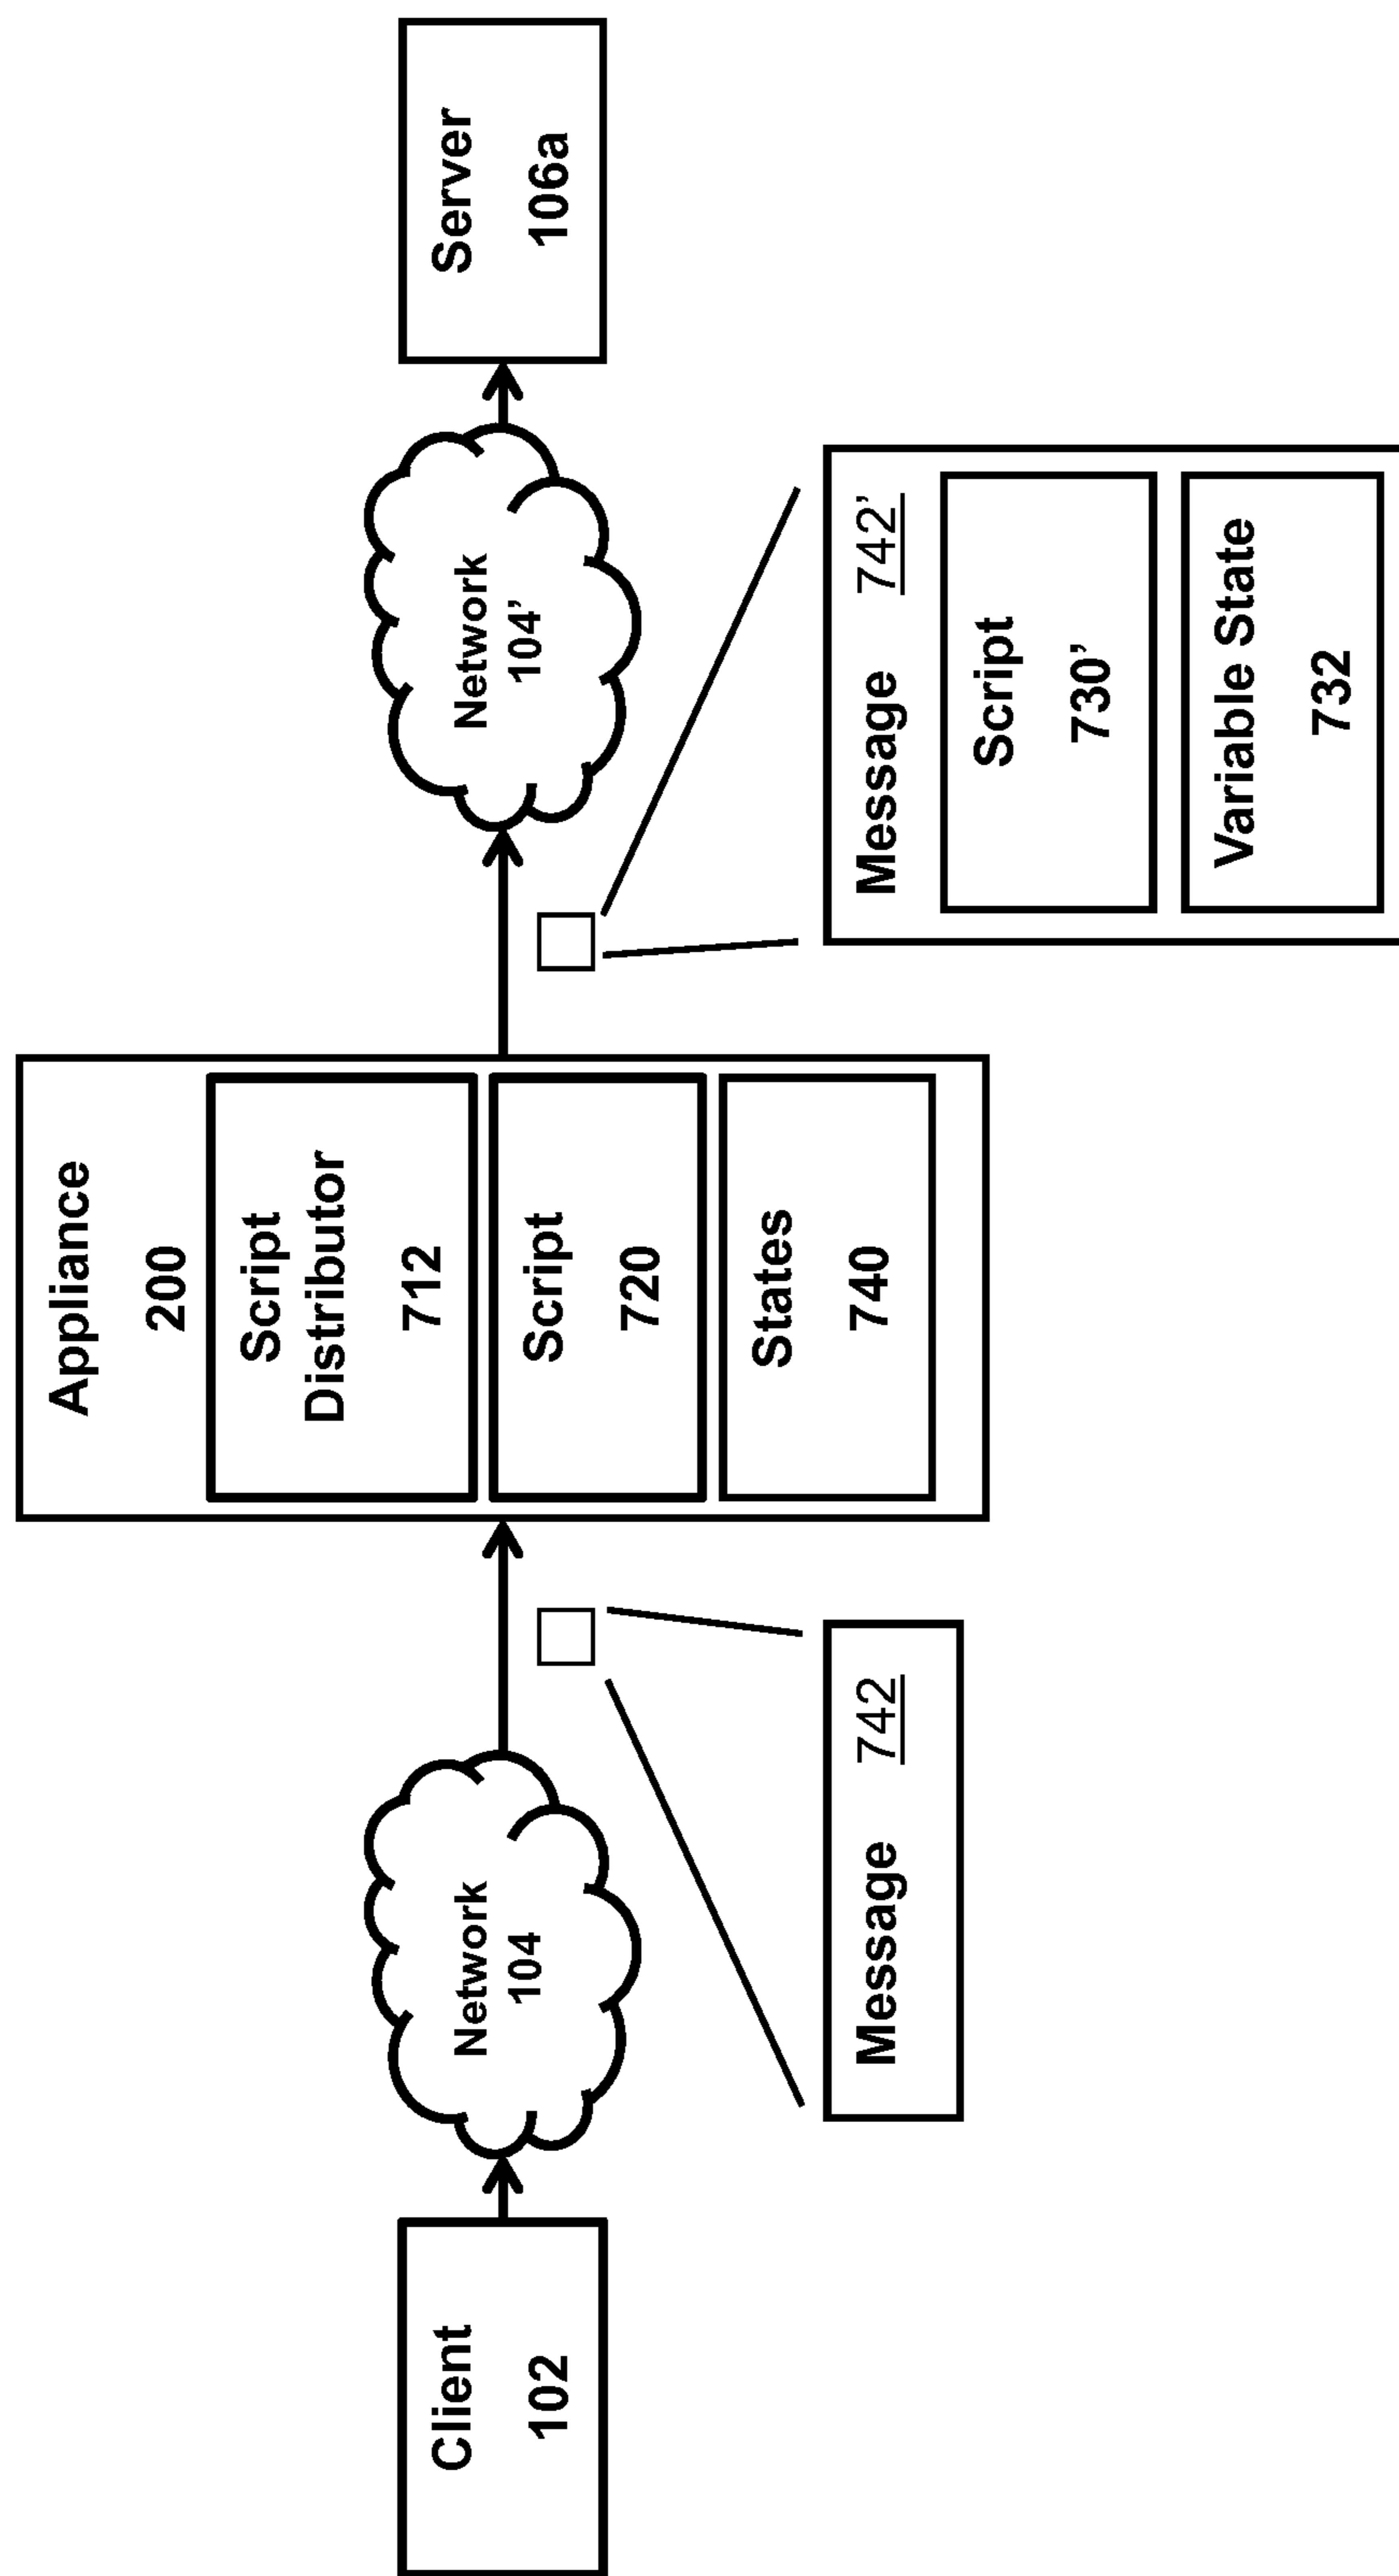 Client
102
Network
104
Message 742
Appliance
200
Script
Distributor
712
Script
720
States
740
Network
104’
Message 742’
Script
730’
Variable State
732
Server
106a